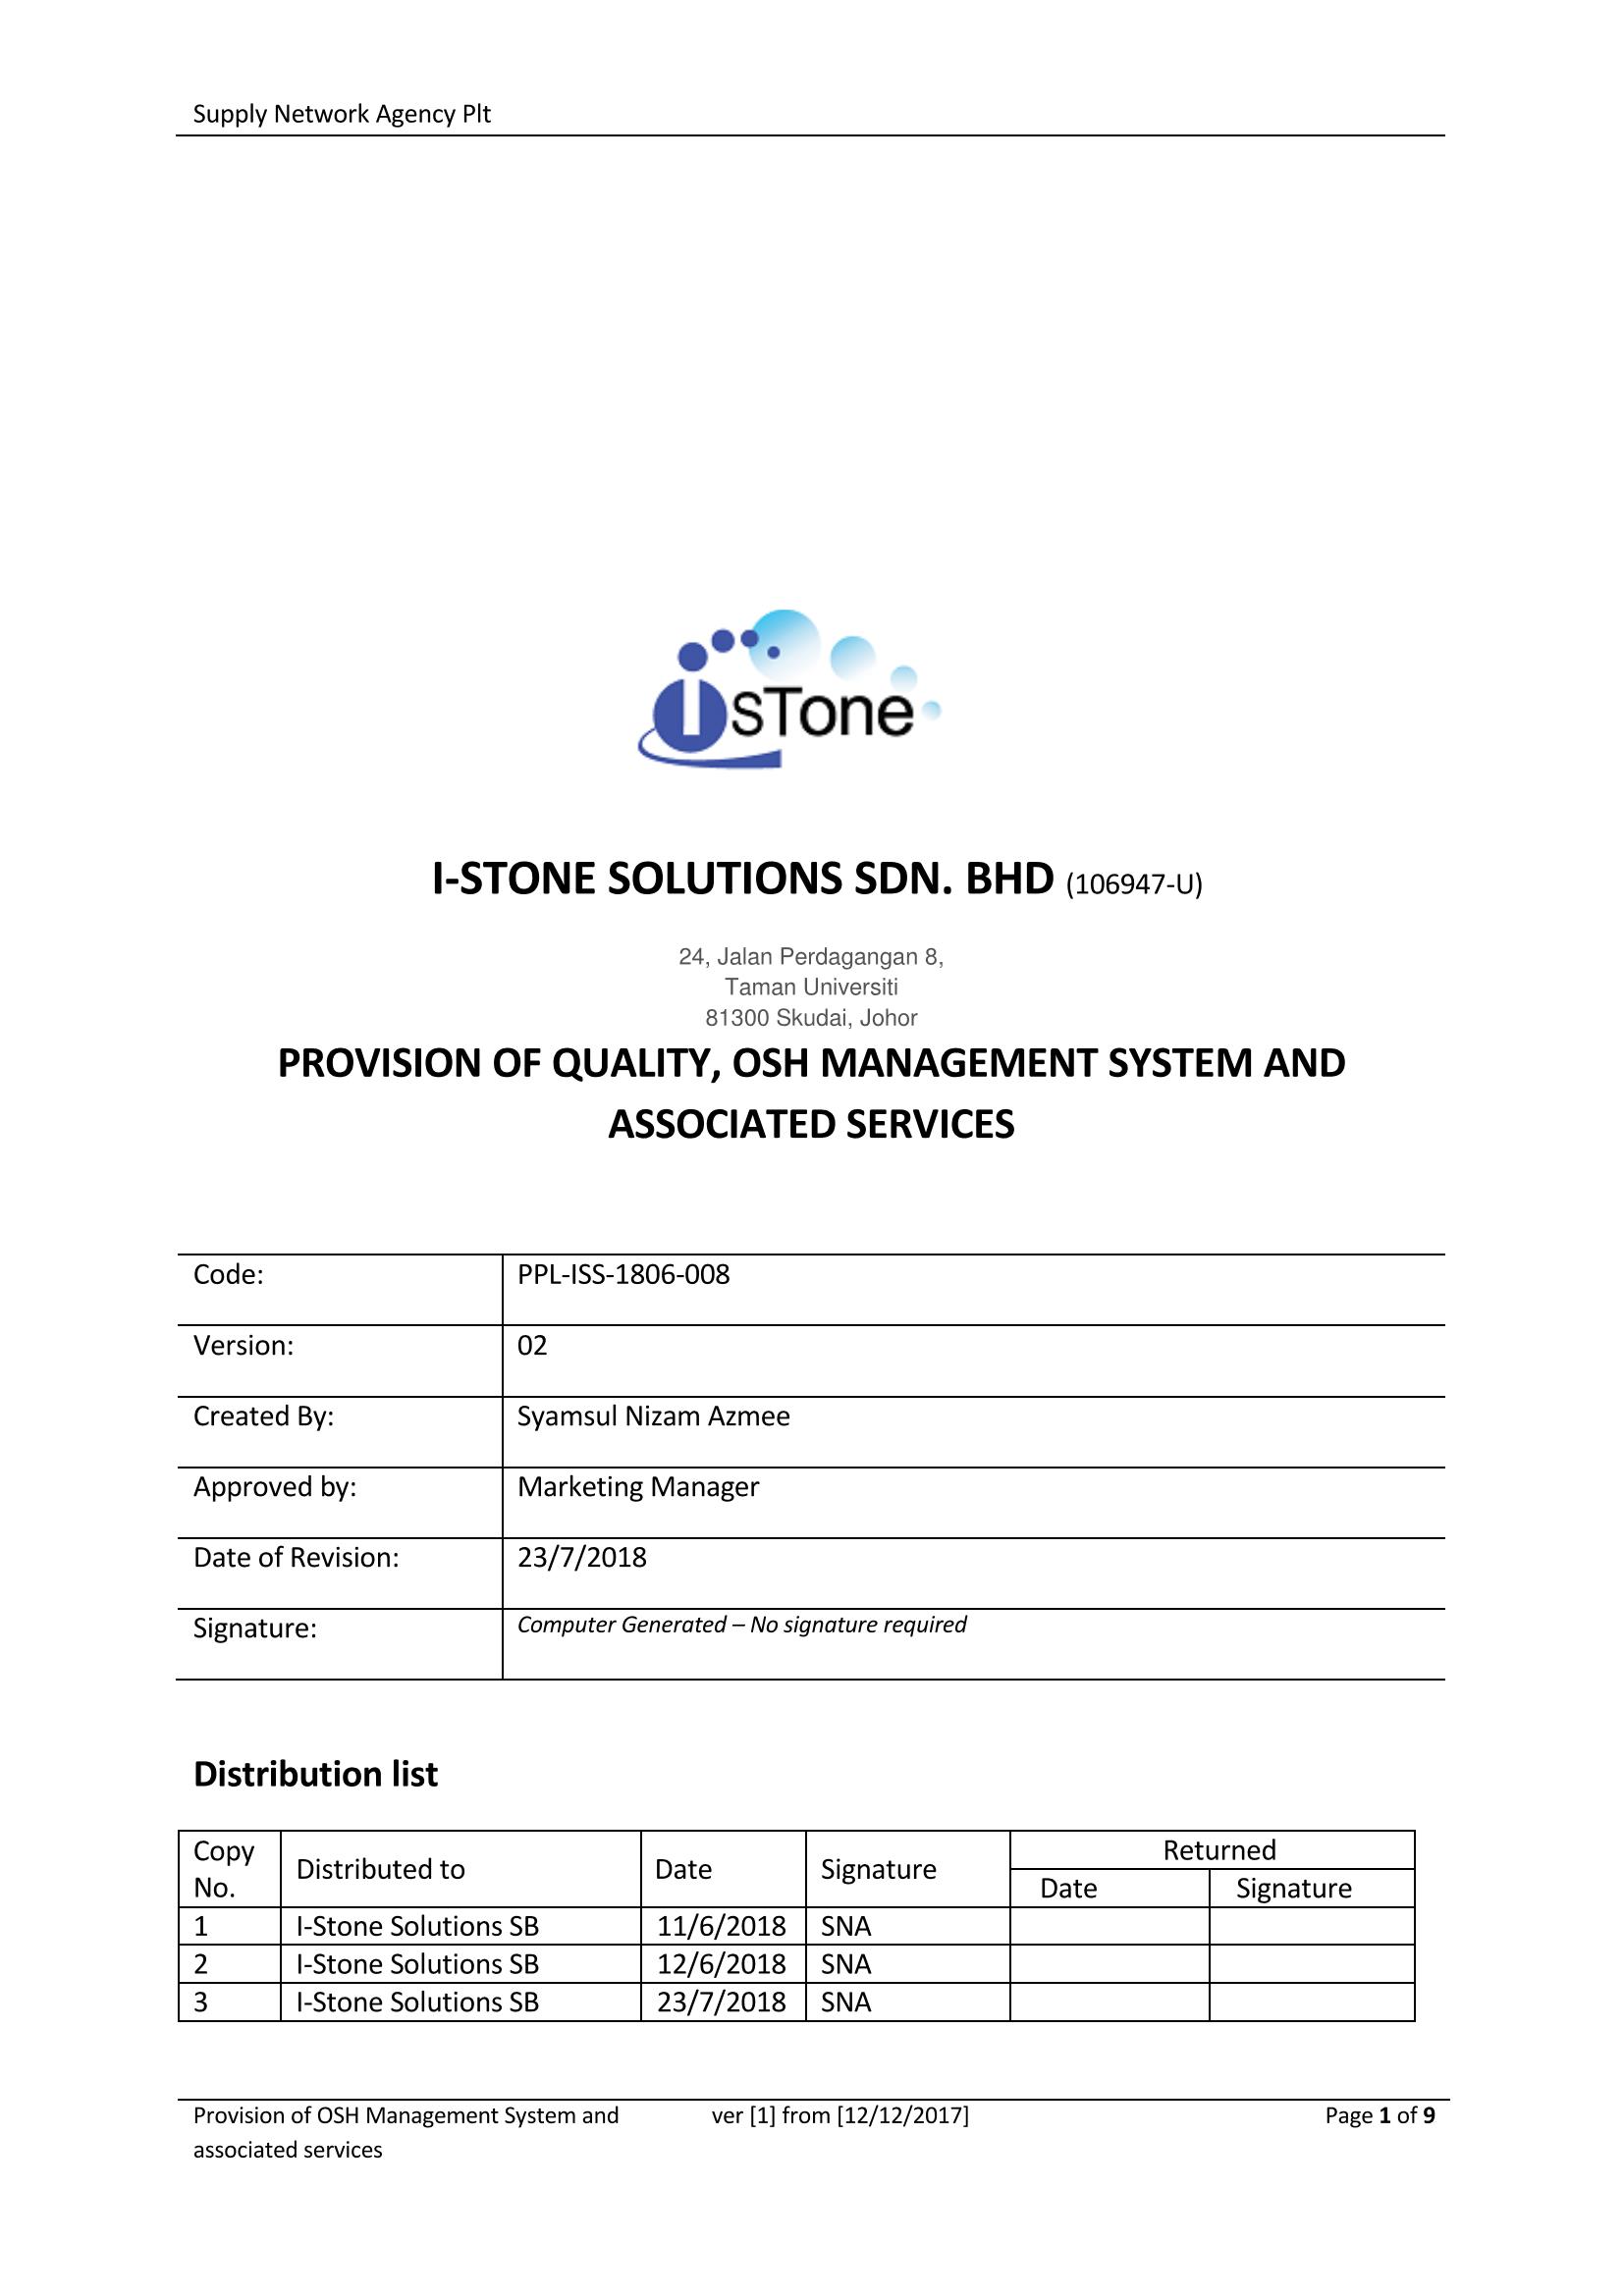 Supply Network Agency Plt
isTone
I-STONE SOLUTIONS SDN. BHD (106947-U)
24, Jalan Perdagangan 8,
Taman Universiti
81300 Skudai, Johor
PROVISION OF QUALITY, OSH MANAGEMENT SYSTEM AND
ASSOCIATED SERVICES
Code: PPL-ISS-1806-008
Version: 02
Created By: Syamsul Nizam Azmee
Approved by: Marketing Manager
Date of Revision: 23/7/2018
Signature: Computer Generated – No signature required
Distribution list
Copy No. Distributed to Date Signature Returned
Date Signature
1 I-Stone Solutions SB 11/6/2018 SNA
2 I-Stone Solutions SB 12/6/2018 SNA
3 I-Stone Solutions SB 23/7/2018 SNA
Provision of OSH Management System and ver [1] from [12/12/2017] Page 1 of 9
associated services